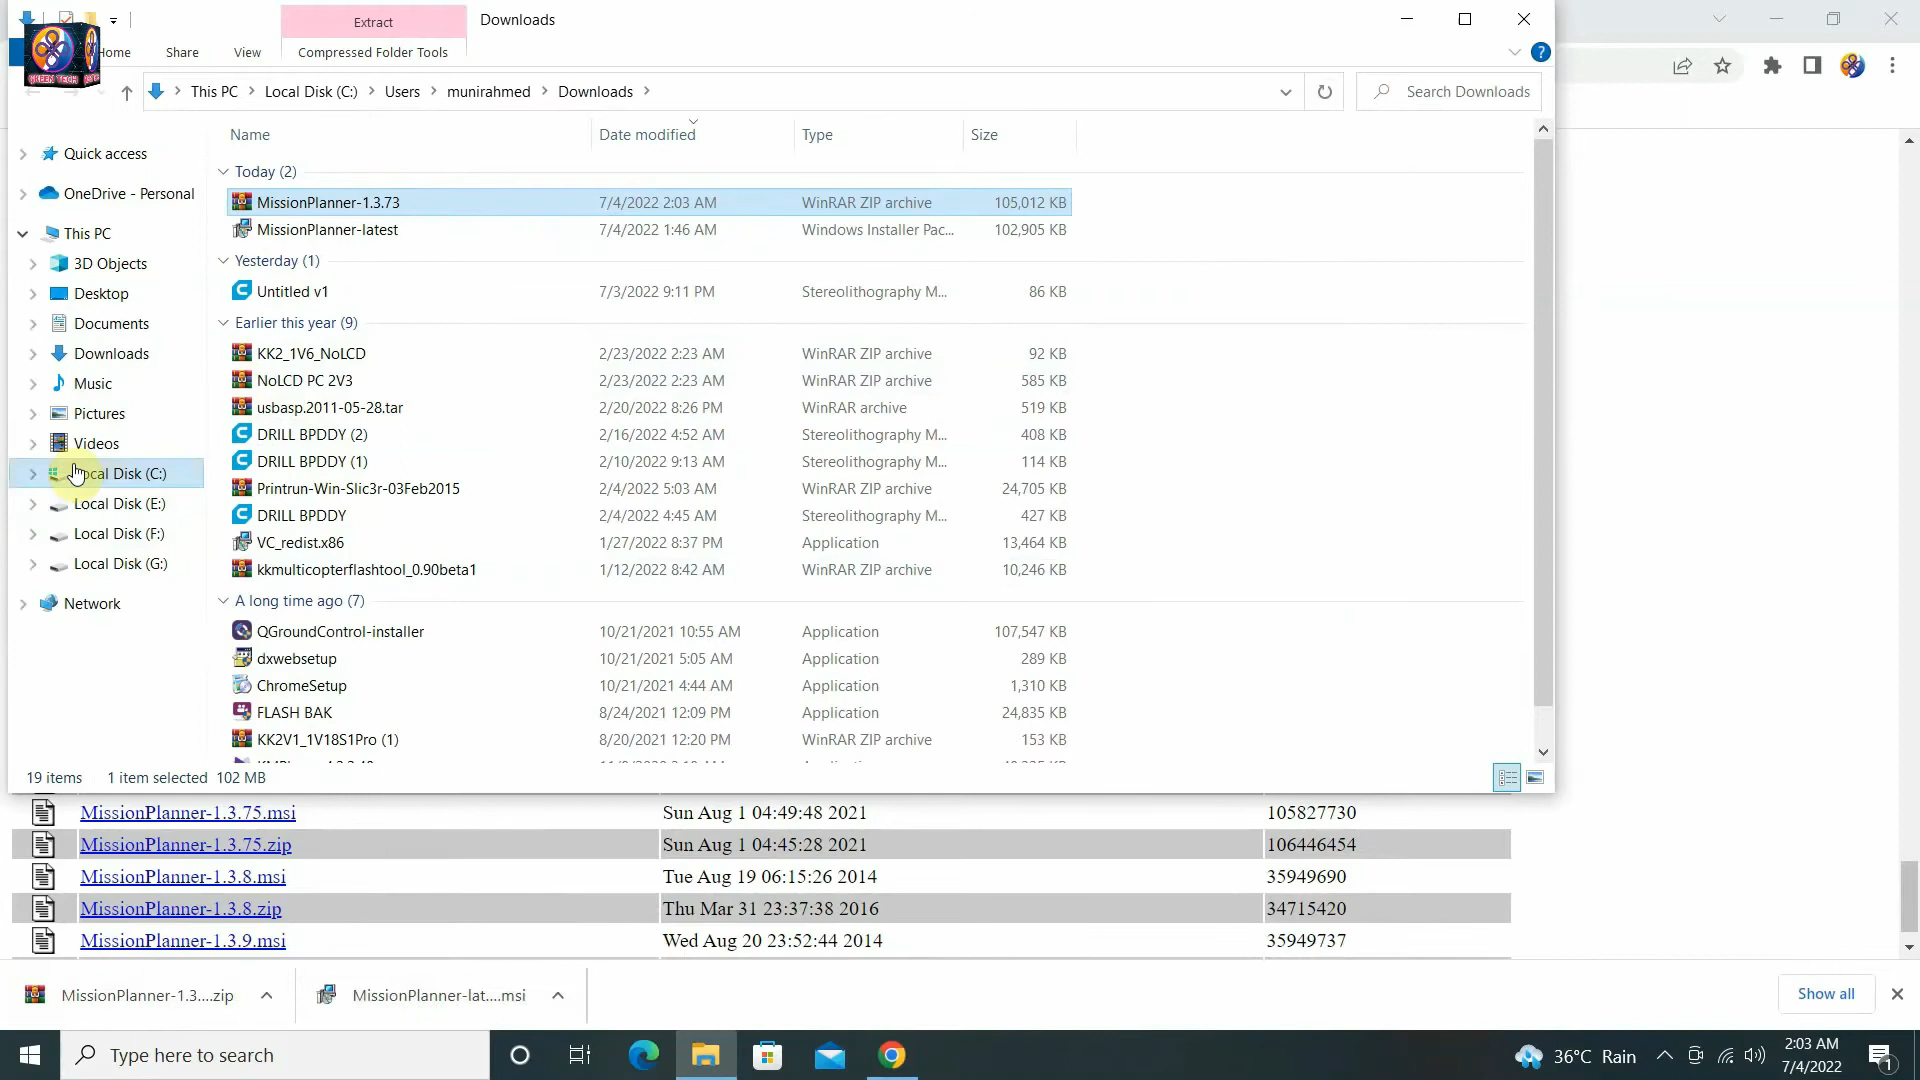 Extract
Downloads
Home
Share
View
Compressed Folder Tools
GREEN TECH
This PC
Local Disk (C:)
Users
munirahmed
Downloads
Search Downloads
Name
Date modified
Type
Size
Quick access
OneDrive - Personal
This PC
3D Objects
Desktop
Documents
Downloads
Music
Pictures
Videos
Local Disk (C:)
Local Disk (E:)
Local Disk (F:)
Local Disk (G:)
Network
Today (2)
MissionPlanner-1.3.73 7/4/2022 2:03 AM WinRAR ZIP archive 105,012 KB
MissionPlanner-latest 7/4/2022 1:46 AM Windows Installer Pac... 102,905 KB
Yesterday (1)
Untitled v1 7/3/2022 9:11 PM Stereolithography M... 86 KB
Earlier this year (9)
KK2_1V6_NoLCD 2/23/2022 2:23 AM WinRAR ZIP archive 92 KB
NoLCD PC 2V3 2/23/2022 2:23 AM WinRAR ZIP archive 585 KB
usbasp.2011-05-28.tar 2/20/2022 8:26 PM WinRAR archive 519 KB
DRILL BPDDY (2) 2/16/2022 4:52 AM Stereolithography M... 408 KB
DRILL BPDDY (1) 2/10/2022 9:13 AM Stereolithography M... 114 KB
Printrun-Win-Slic3r-03Feb2015 2/4/2022 5:03 AM WinRAR ZIP archive 24,705 KB
DRILL BPDDY 2/4/2022 4:45 AM Stereolithography M... 427 KB
VC_redist.x86 1/27/2022 8:37 PM Application 13,464 KB
kkmulticopterflashtool_0.90beta1 1/12/2022 8:42 AM WinRAR ZIP archive 10,246 KB
A long time ago (7)
QGroundControl-installer 10/21/2021 10:55 AM Application 107,547 KB
dxwebsetup 10/21/2021 5:05 AM Application 289 KB
ChromeSetup 10/21/2021 4:44 AM Application 1,310 KB
FLASH BAK 8/24/2021 12:09 PM Application 24,835 KB
KK2V1_1V18S1Pro (1) 8/20/2021 12:20 PM WinRAR ZIP archive 153 KB
19 items 1 item selected 102 MB
MissionPlanner-1.3.75.msi Sun Aug 1 04:49:48 2021 105827730
MissionPlanner-1.3.75.zip Sun Aug 1 04:45:28 2021 106446454
MissionPlanner-1.3.8.msi Tue Aug 19 06:15:26 2014 35949690
MissionPlanner-1.3.8.zip Thu Mar 31 23:37:38 2016 34715420
MissionPlanner-1.3.9.msi Wed Aug 20 23:52:44 2014 35949737
MissionPlanner-1.3....zip
MissionPlanner-lat....msi
Show all
Type here to search
36°C Rain
2:03 AM
7/4/2022
1